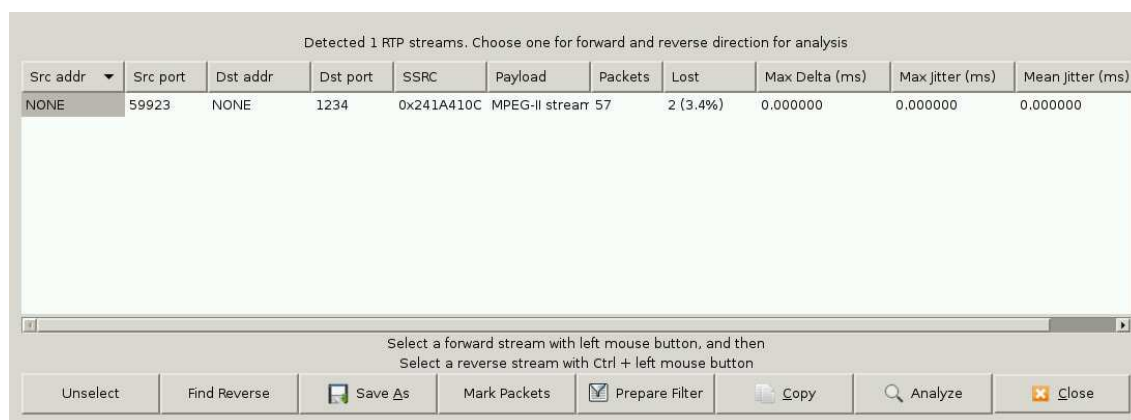 Detected 1 RTP streams. Choose one for forward and reverse direction for analysis
Src addr Src port Dst addr Dst port SSRC Payload Packets Lost Max Delta (ms) Max Jitter (ms) Mean Jitter (ms)
NONE 59923 NONE 1234 0x241A410C MPEG-II stream 57 2 (3.4%) 0.000000 0.000000 0.000000
Select a forward stream with left mouse button, and then
Select a reverse stream with Ctrl + left mouse button
Unselect Find Reverse Save As Mark Packets Prepare Filter Copy Analyze Close